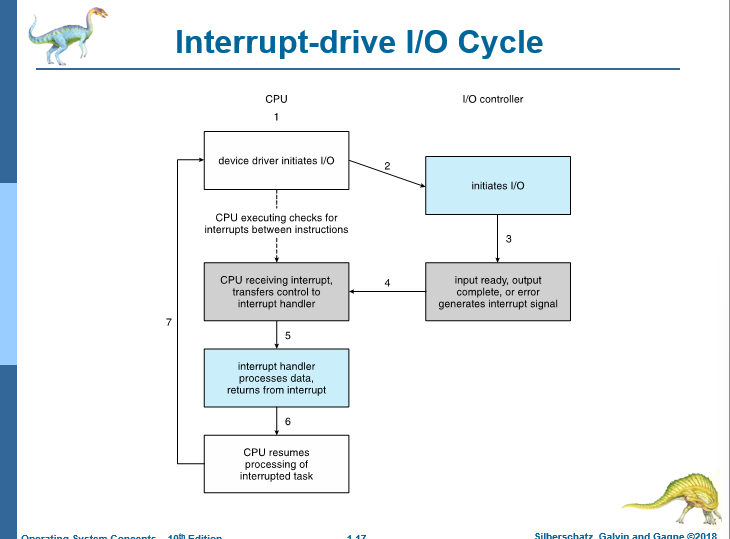 Interrupt-drive I/O Cycle
CPU
I/O controller
1
device driver initiates I/O
2
initiates I/O
CPU executing checks for
interrupts between instructions
3
CPU receiving interrupt,
transfers control to
interrupt handler
4
input ready, output
complete, or error
generates interrupt signal
5
7
interrupt handler
processes data,
returns from interrupt
6
CPU resumes
processing of
interrupted task
Operating System Concepts – 10th Edition
1.17
Silberschatz, Galvin and Gagne ©2018